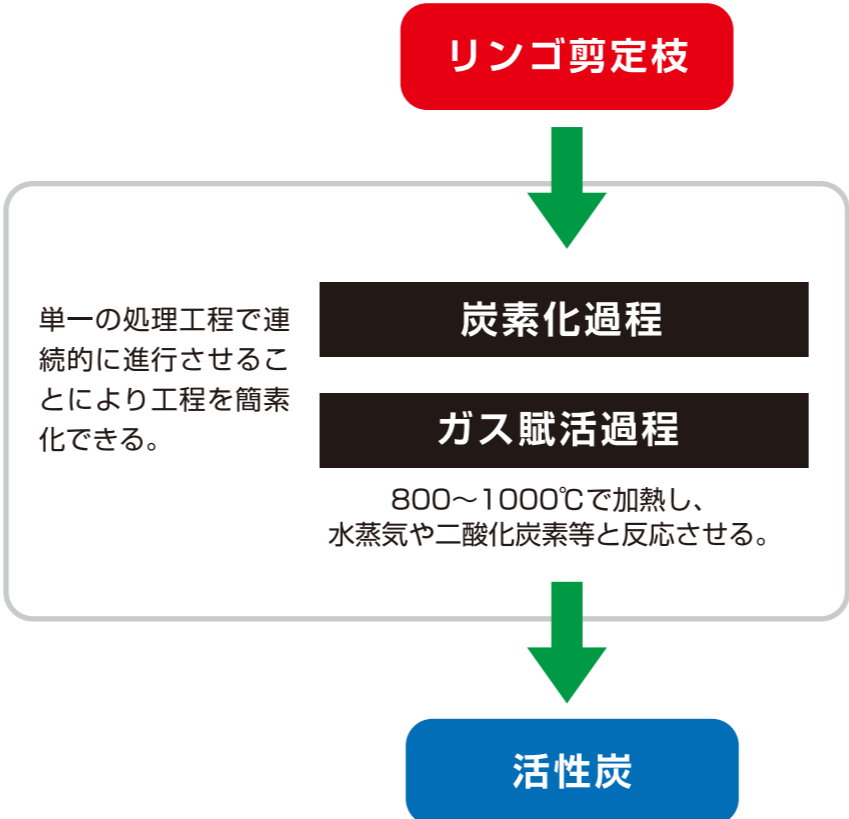 リンゴ剪定枝
単一の処理工程で連
続的に進行させるこ
とにより工程を簡素
化できる。
炭素化過程
ガス賦活過程
800〜1000℃で加熱し、
水蒸気や二酸化炭素等と反応させる。
活性炭